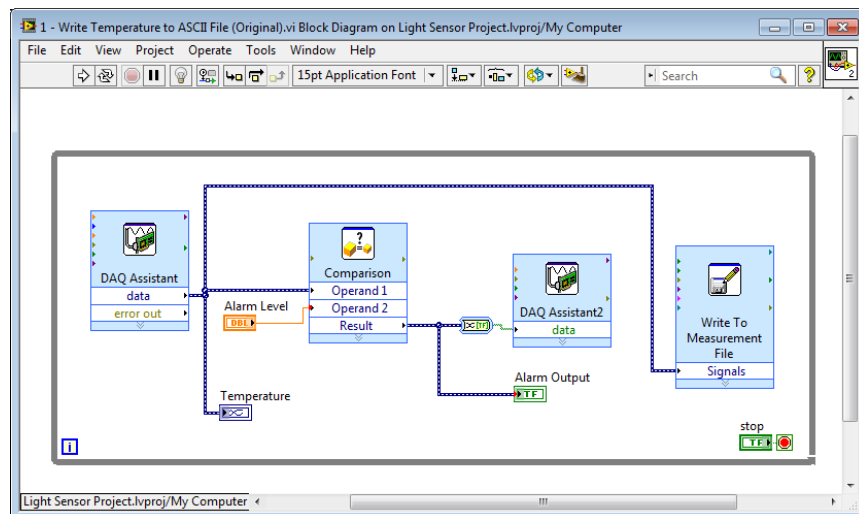 1 - Write Temperature to ASCII File (Original).vi Block Diagram on Light Sensor Project.lvproj/My Computer
File Edit View Project Operate Tools Window Help
15pt Application Font
Search
2
DAQ Assistant
data
error out
Alarm Level
DBL
Temperature
?
Comparison
Operand 1
Operand 2
Result
TF
DAQ Assistant2
data
Alarm Output
TF
Write To
Measurement
File
Signals
stop
TF
i
Light Sensor Project.lvproj/My Computer